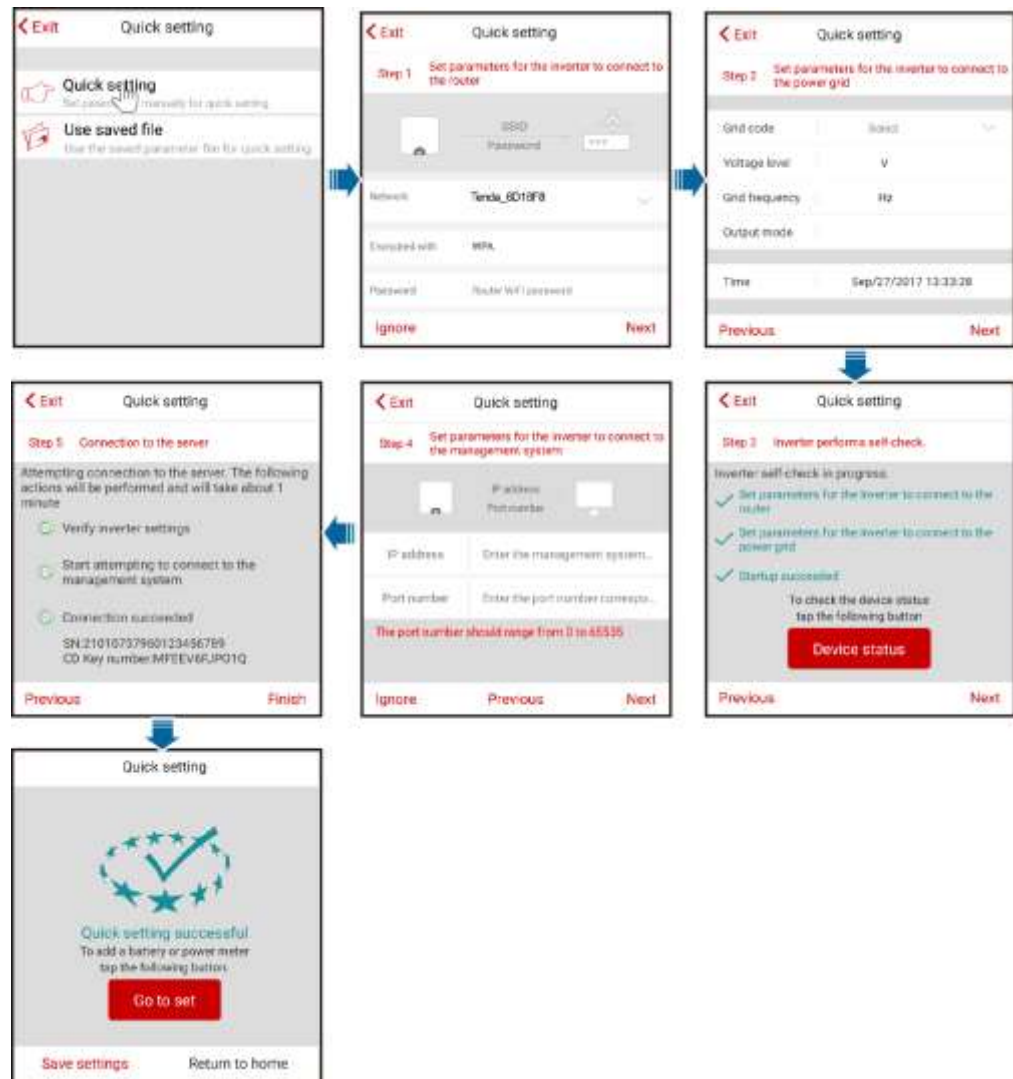 Exit Quick setting
Quick setting
Set parameters manually for quick setting
Use saved file
Use the saved parameter file for quick setting
Exit Quick setting
Step 1 Set parameters for the inverter to connect to
the router
SSID
Password
Network Tenda_6D18F8
Encrypted with WPA
Password Router WiFi password
Ignore Next
Exit Quick setting
Step 2 Set parameters for the inverter to connect to
the power grid
Grid code Select
Voltage level V
Grid frequency Hz
Output mode
Time Sep/27/2017 13:33:28
Previous Next
Exit Quick setting
Step 3 Inverter performs self-check.
Inverter self-check in progress.
Set parameters for the inverter to connect to the
router
Set parameters for the inverter to connect to the
power grid
Startup succeeded
To check the device status
tap the following button
Device status
Previous Next
Exit Quick setting
Step 4 Set parameters for the inverter to connect to
the management system
IP address
Port number
IP address Enter the management system...
Port number Enter the port number correspo...
The port number should range from 0 to 65535
Ignore Previous Next
Exit Quick setting
Step 5 Connection to the server
Attempting connection to the server. The following
actions will be performed and will take about 1
minute
Verify inverter settings
Start attempting to connect to the
management system
Connection succeeded
SN:21010737960123456789
CD Key number:MFEEV6FJPO1Q
Previous Finish
Quick setting
Quick setting successful
To add a battery or power meter
tap the following button
Go to set
Save settings Return to home